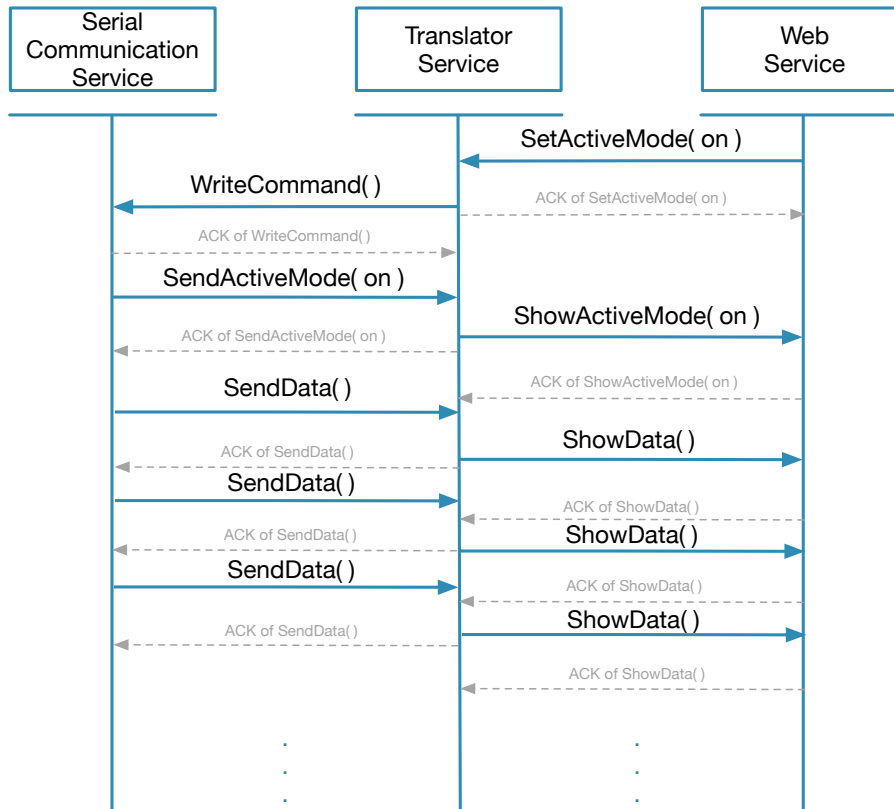 Serial
Communication
Service
Translator
Service
Web
Service
SetActiveMode( on )
WriteCommand( )
ACK of SetActiveMode( on )
ACK of WriteCommand( )
SendActiveMode( on )
ShowActiveMode( on )
ACK of SendActiveMode( on )
ACK of ShowActiveMode( on )
SendData( )
ShowData( )
ACK of SendData( )
SendData( )
ACK of ShowData( )
ACK of SendData( )
ShowData( )
SendData( )
ACK of ShowData( )
ShowData( )
ACK of SendData( )
ACK of ShowData( )